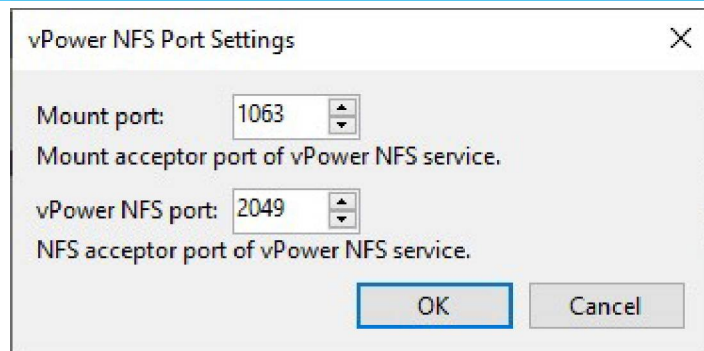 vPower NFS Port Settings
Mount port: 1063
Mount acceptor port of vPower NFS service.
vPower NFS port: 2049
NFS acceptor port of vPower NFS service.
OK Cancel